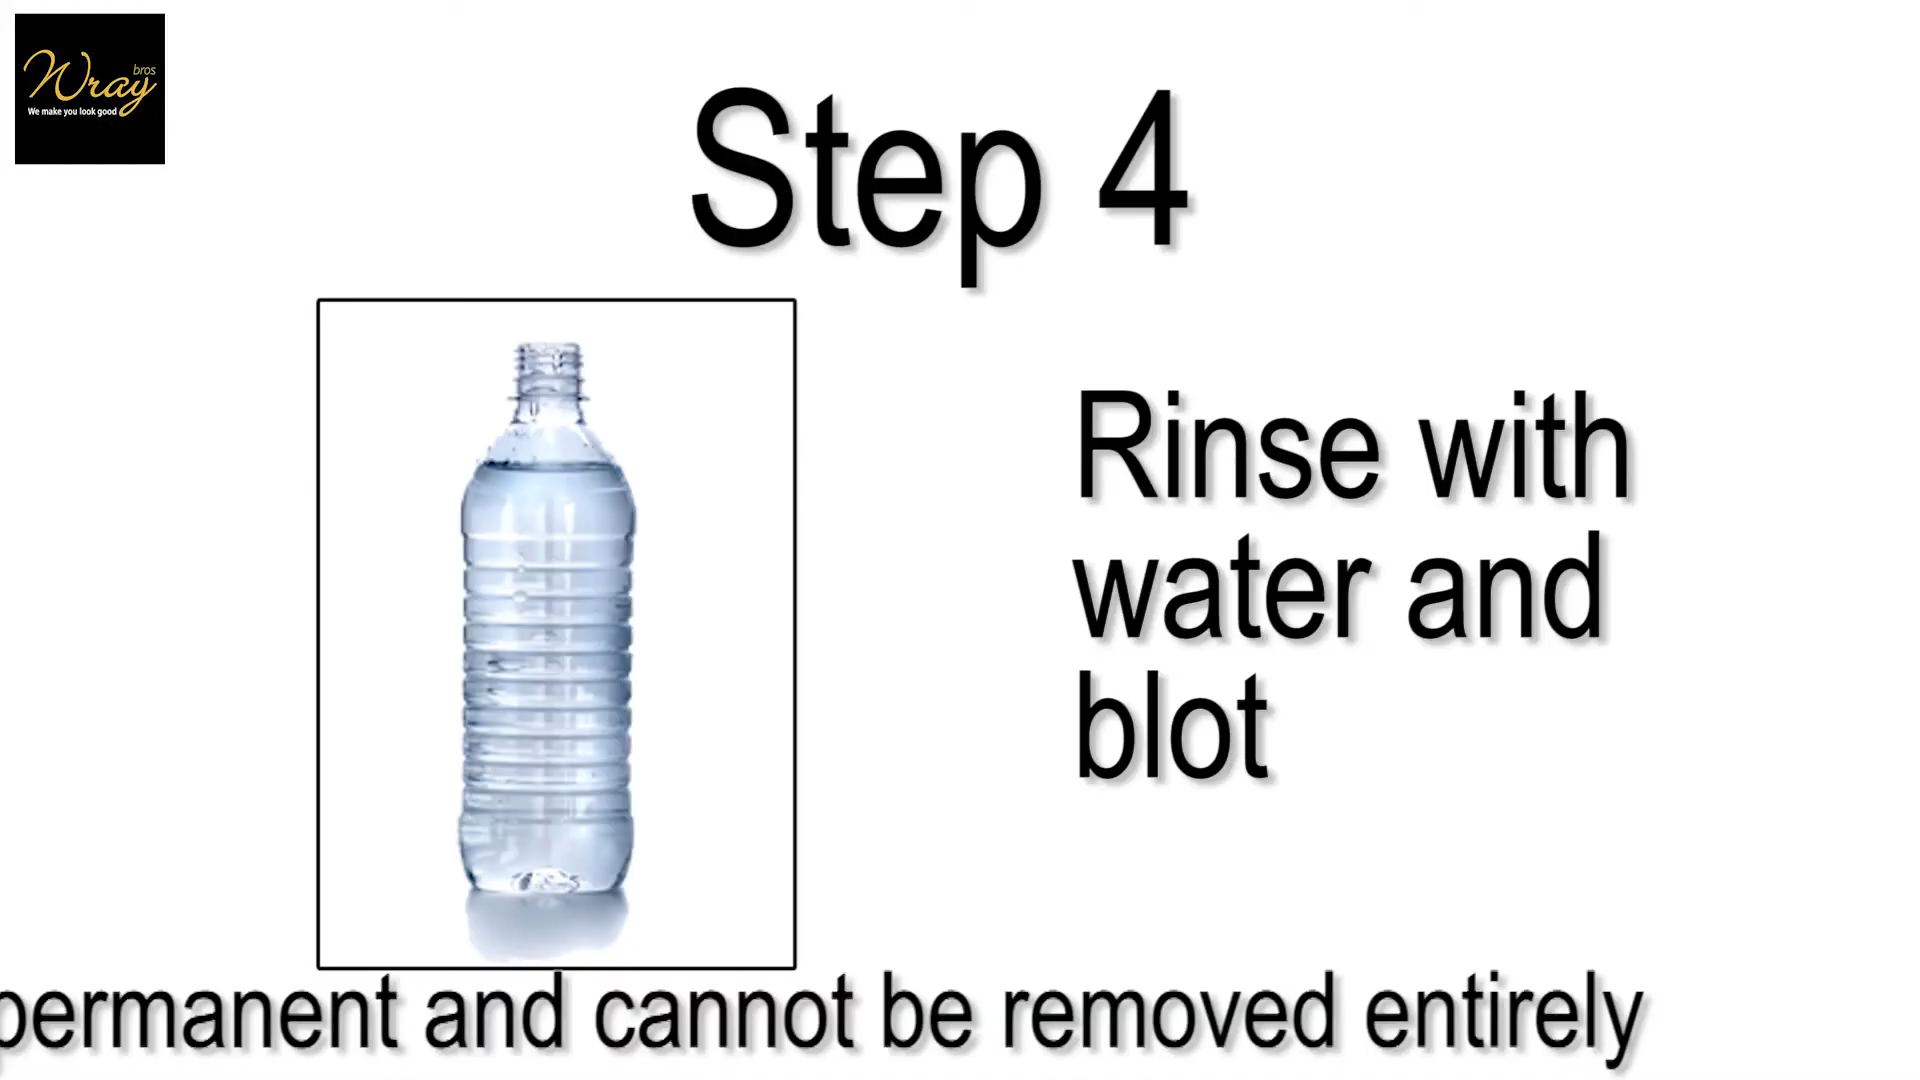 bros
Wray
We make you look good
Step 4
Rinse with
water and
blot
permanent and cannot be removed entirely